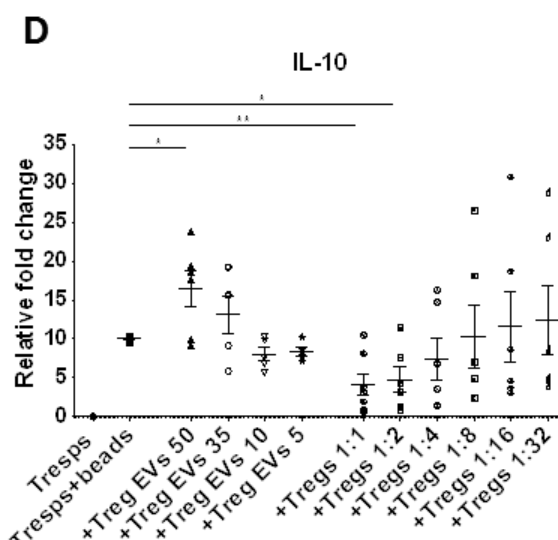 D
IL-10
*
**
*
Relative fold change
35
30
25
20
15
10
5
0
Tresps
Tresps+beads
+Treg EVs 50
+Treg EVs 35
+Treg EVs 10
+Treg EVs 5
+Tregs 1:1
+Tregs 1:2
+Tregs 1:4
+Tregs 1:8
+Tregs 1:16
+Tregs 1:32